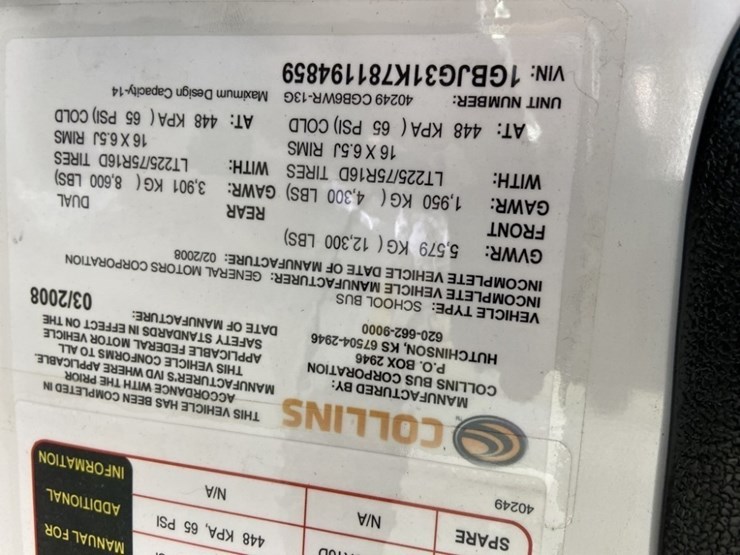 MANUAL FOR
ADDITIONAL
INFORMATION
SPARE
448 KPA, 65 PSI
N/A
N/A
40249
COLLINS
MANUFACTURED BY:
COLLINS BUS CORPORATION
P.O. BOX 2946
HUTCHINSON, KS 67504-2946
620-662-9000
THIS VEHICLE HAS BEEN COMPLETED IN
ACCORDANCE WITH THE PRIOR
MANUFACTURER'S IVD WHERE APPLICABLE.
THIS VEHICLE CONFORMS TO ALL
APPLICABLE FEDERAL MOTOR VEHICLE
SAFETY STANDARDS IN EFFECT ON THE
DATE OF MANUFACTURE:
03/2008
VEHICLE TYPE: SCHOOL BUS
INCOMPLETE VEHICLE MANUFACTURER: GENERAL MOTORS CORPORATION
INCOMPLETE VEHICLE DATE OF MANUFACTURE: 02/2008
GVWR: 5,579 KG ( 12,300 LBS)
FRONT REAR DUAL
GAWR: 1,950 KG ( 4,300 LBS) GAWR: 3,901 KG ( 8,600 LBS)
WITH: LT225/75R16D TIRES WITH: LT225/75R16D TIRES
16 X 6.5J RIMS 16 X 6.5J RIMS
AT: 448 KPA ( 65 PSI) COLD AT: 448 KPA ( 65 PSI) COLD
UNIT NUMBER: 40249 CGB6WR-13G Maximum Design Capacity-14
VIN: 1GBJG31K781194859